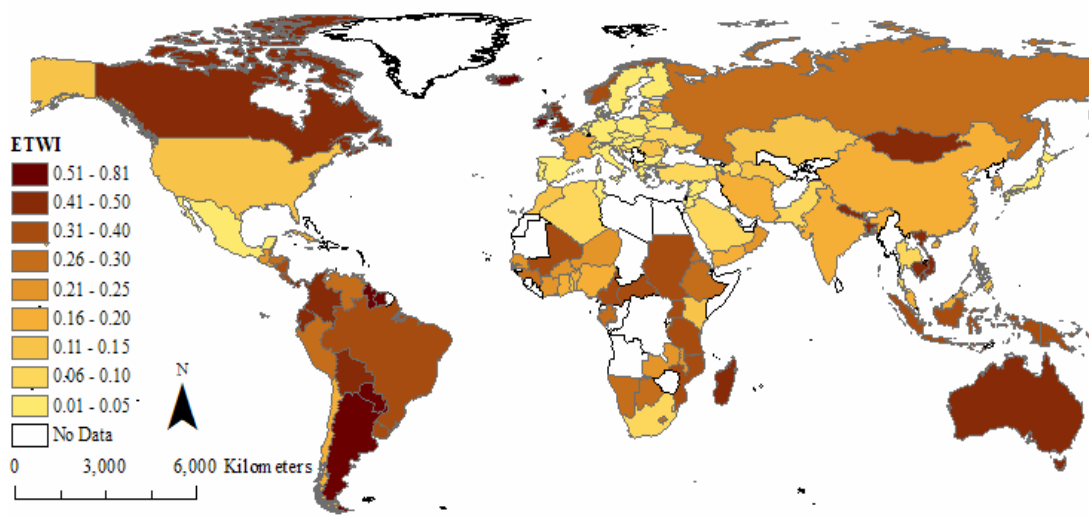 ETWI
0.51 - 0.81
0.41 - 0.50
0.31 - 0.40
0.26 - 0.30
0.21 - 0.25
0.16 - 0.20
0.11 - 0.15
0.06 - 0.10
0.01 - 0.05
No Data
N
0 3,000 6,000 Kilometers